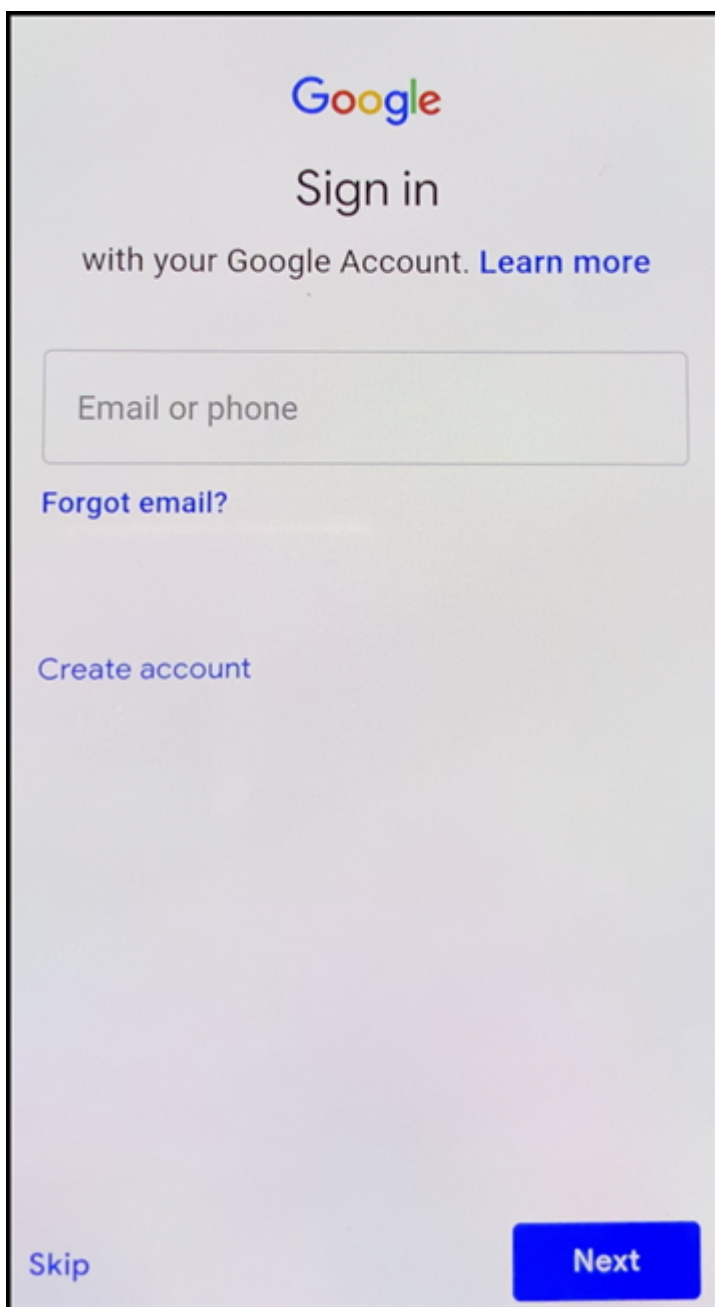 Google
Sign in
with your Google Account. Learn more
Email or phone
Forgot email?
Create account
Skip
Next